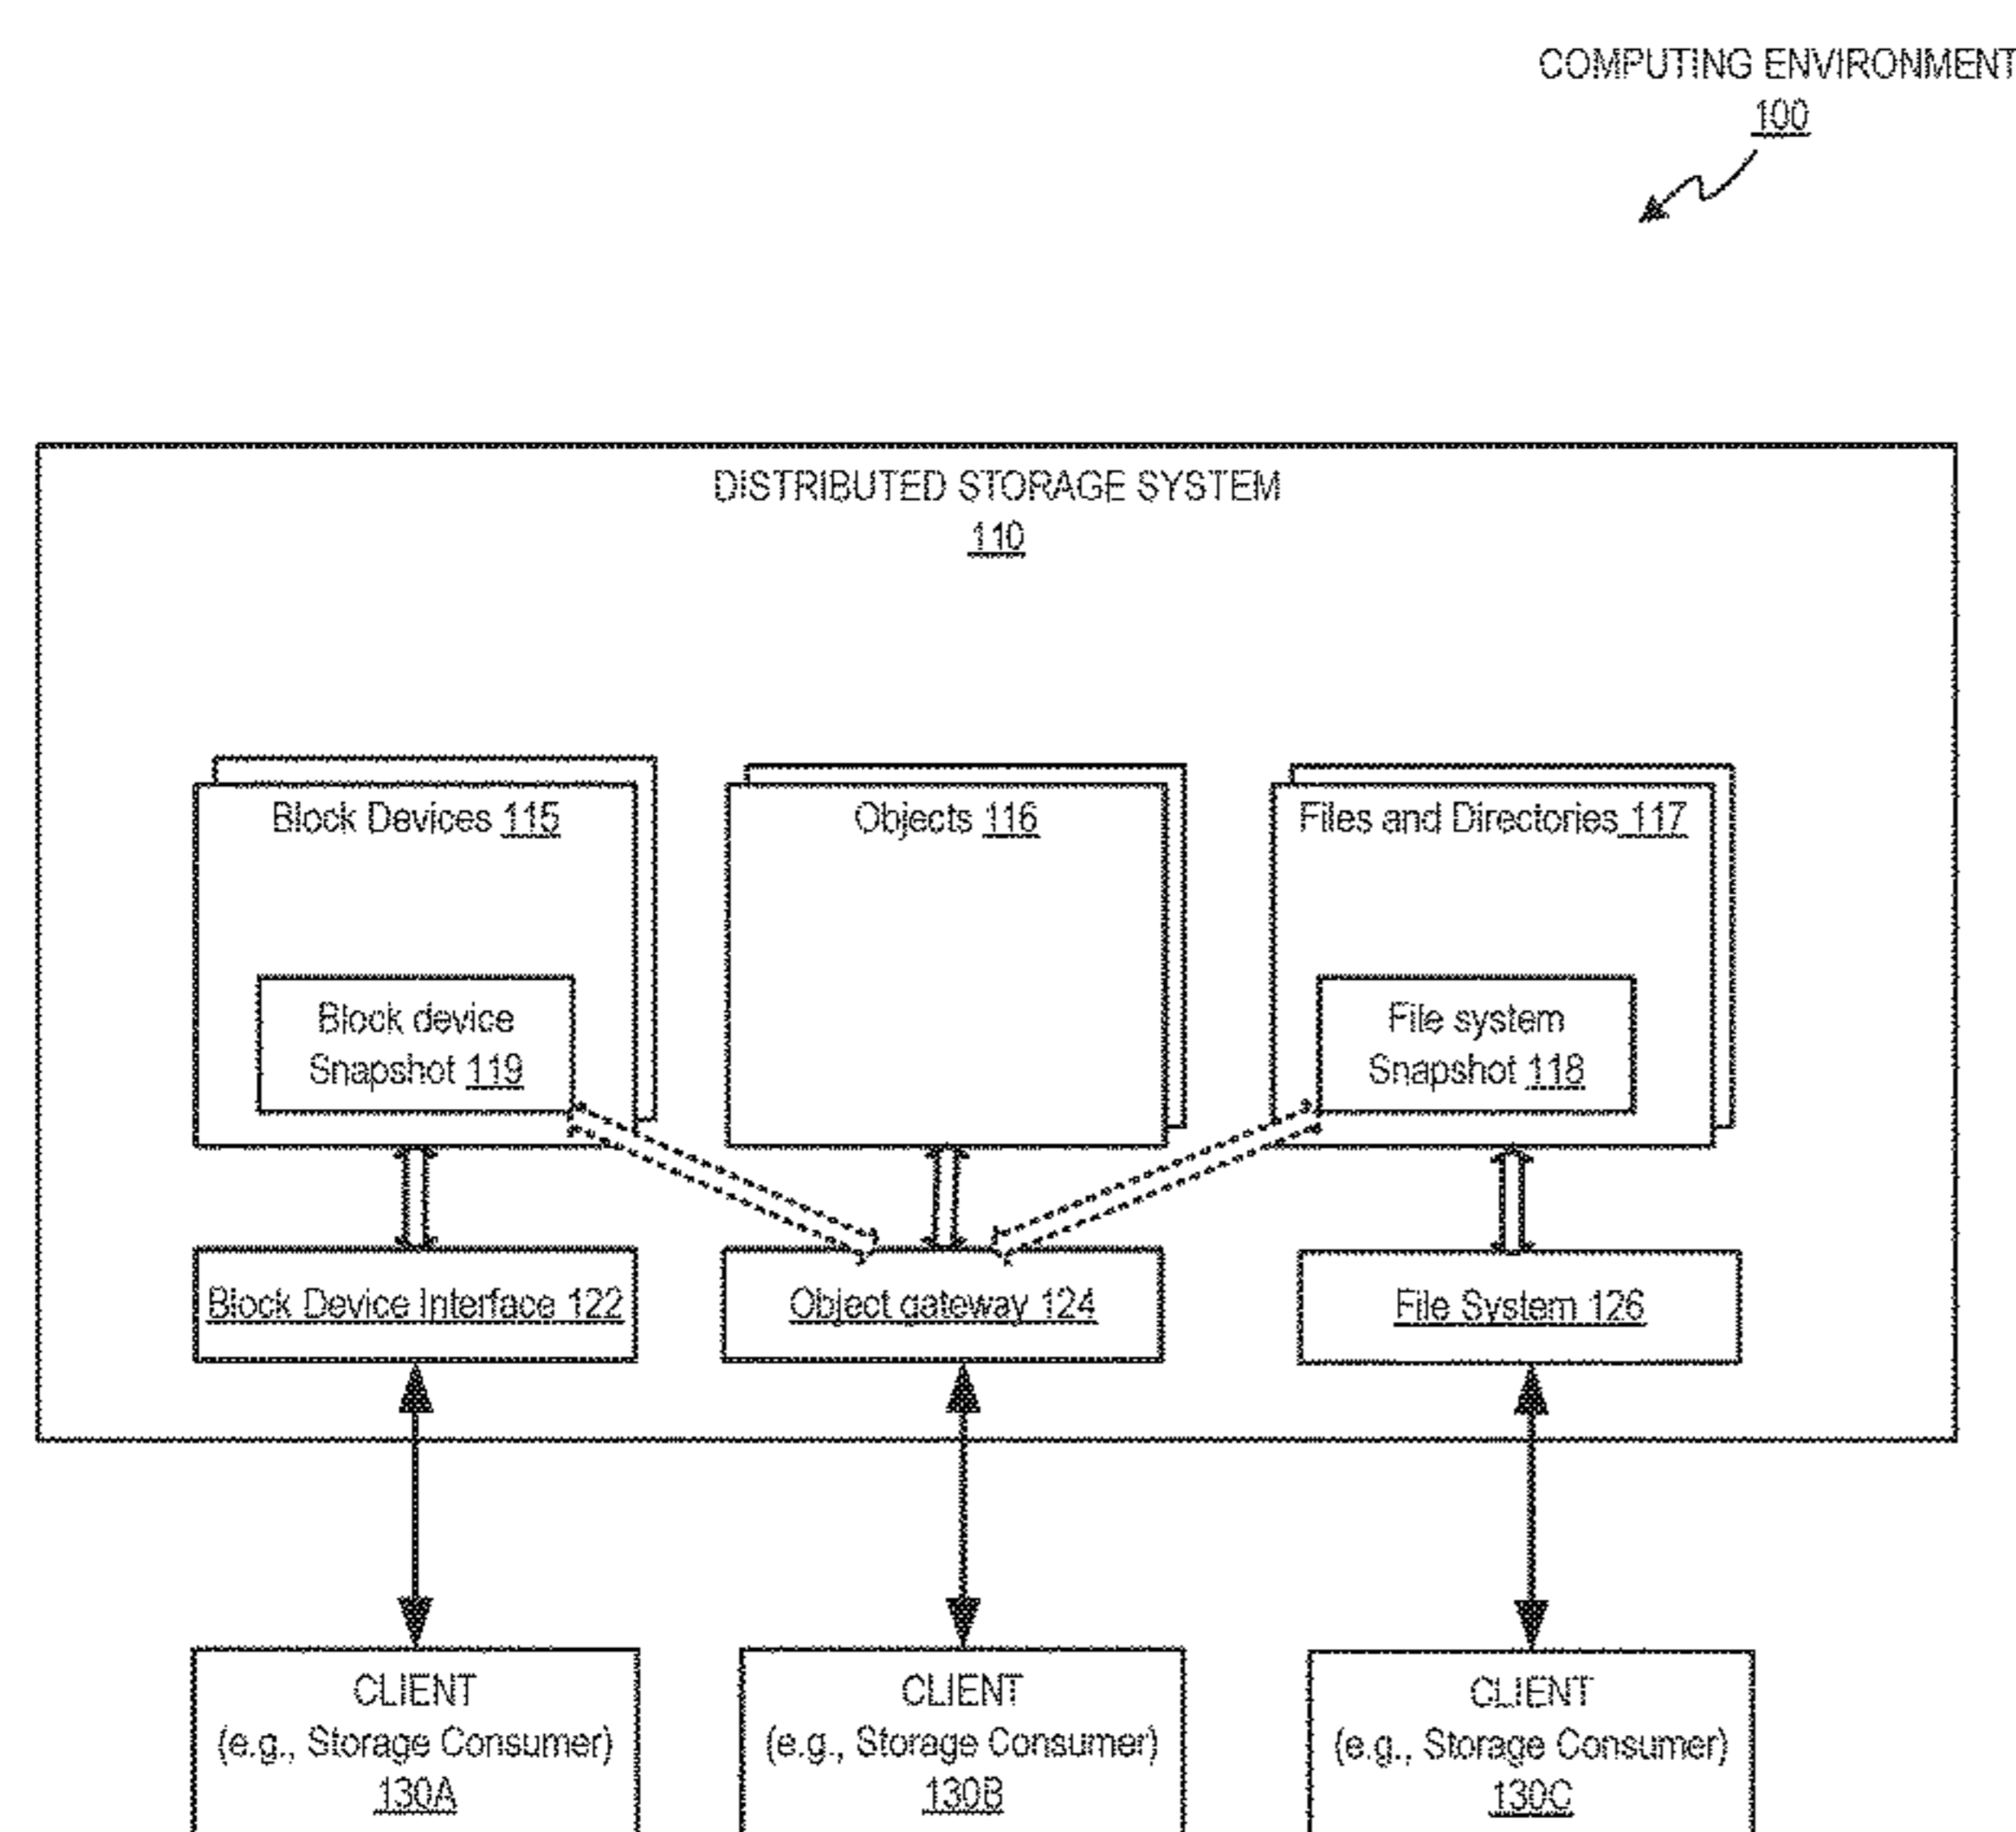 COMPUTING ENVIRONMENT
100
DISTRIBUTED STORAGE SYSTEM
110
Block Devices 115
Objects 116
Files and Directories 117
Block device
Snapshot 119
File system
Snapshot 118
Block Device Interface 122
Object gateway 124
File System 126
CLIENT
(e.g., Storage Consumer)
130A
CLIENT
(e.g., Storage Consumer)
130B
CLIENT
(e.g., Storage Consumer)
130C